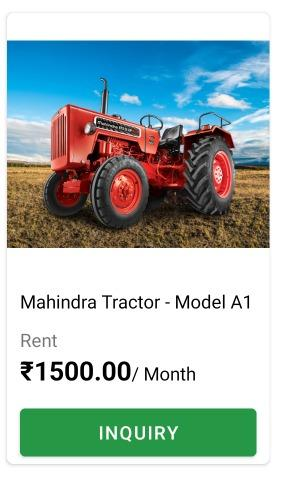 Mahindra Tractor - Model A1
Rent
₹1500.00/ Month
INQUIRY